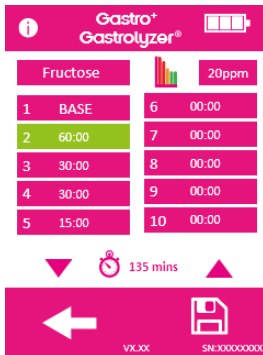 i
Gastro+
Gastrolyzer®
Fructose
20ppm
1 BASE
2 60:00
3 30:00
4 30:00
5 15:00
6 00:00
7 00:00
8 00:00
9 00:00
10 00:00
135 mins
VX.XX
SN:XXXXXXXXX